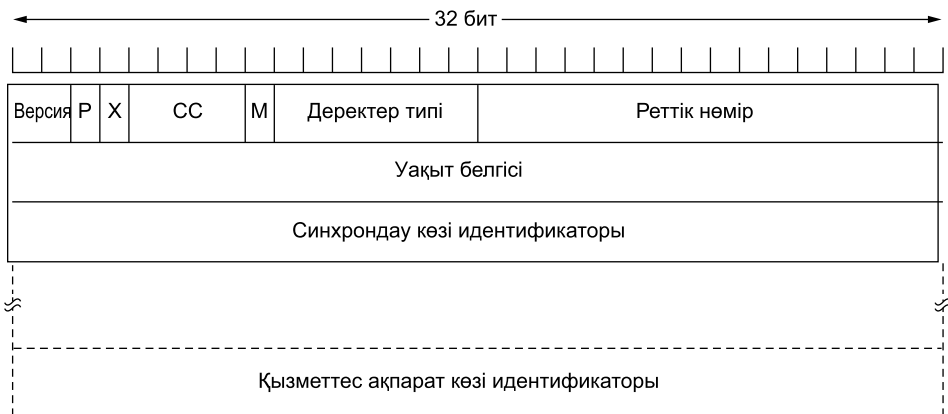 32 бит
Версия P X CC M Деректер типі Реттік нөмір
Уақыт белгісі
Синхрондау көзі идентификаторы
Қызметтес ақпарат көзі идентификаторы